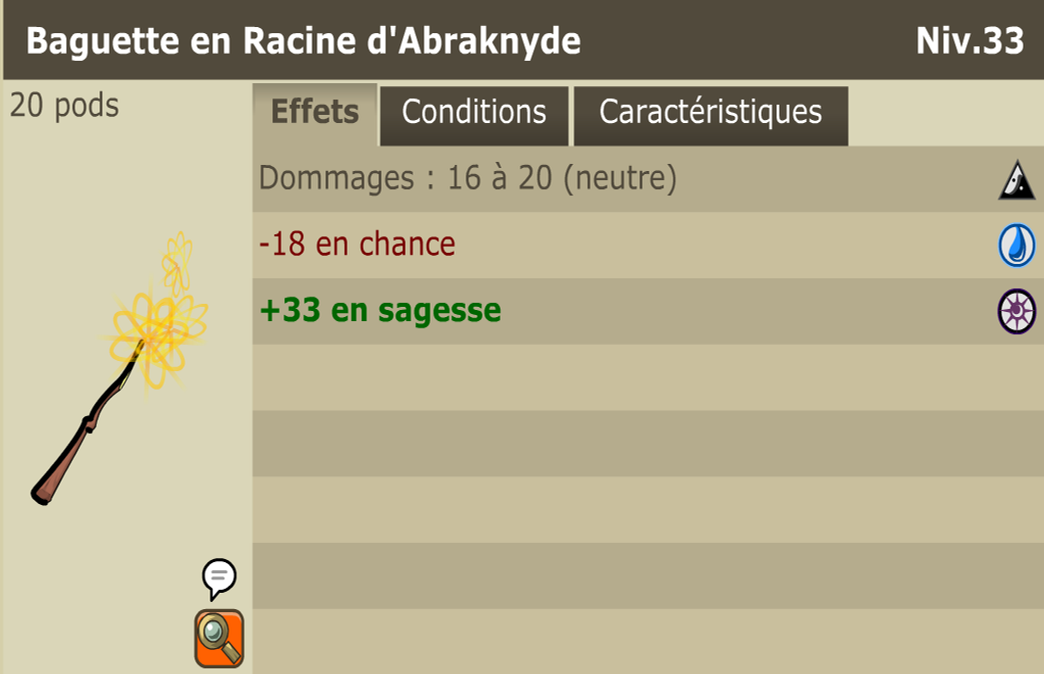 Baguette en Racine d'Abraknyde
Niv.33
20 pods
Effets
Conditions
Caractéristiques
Dommages : 16 à 20 (neutre)
-18 en chance
+33 en sagesse